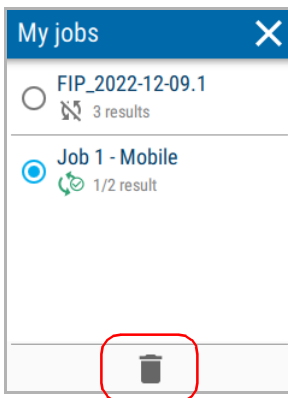 My jobs
FIP_2022-12-09.1
3 results
Job 1 - Mobile
1/2 result